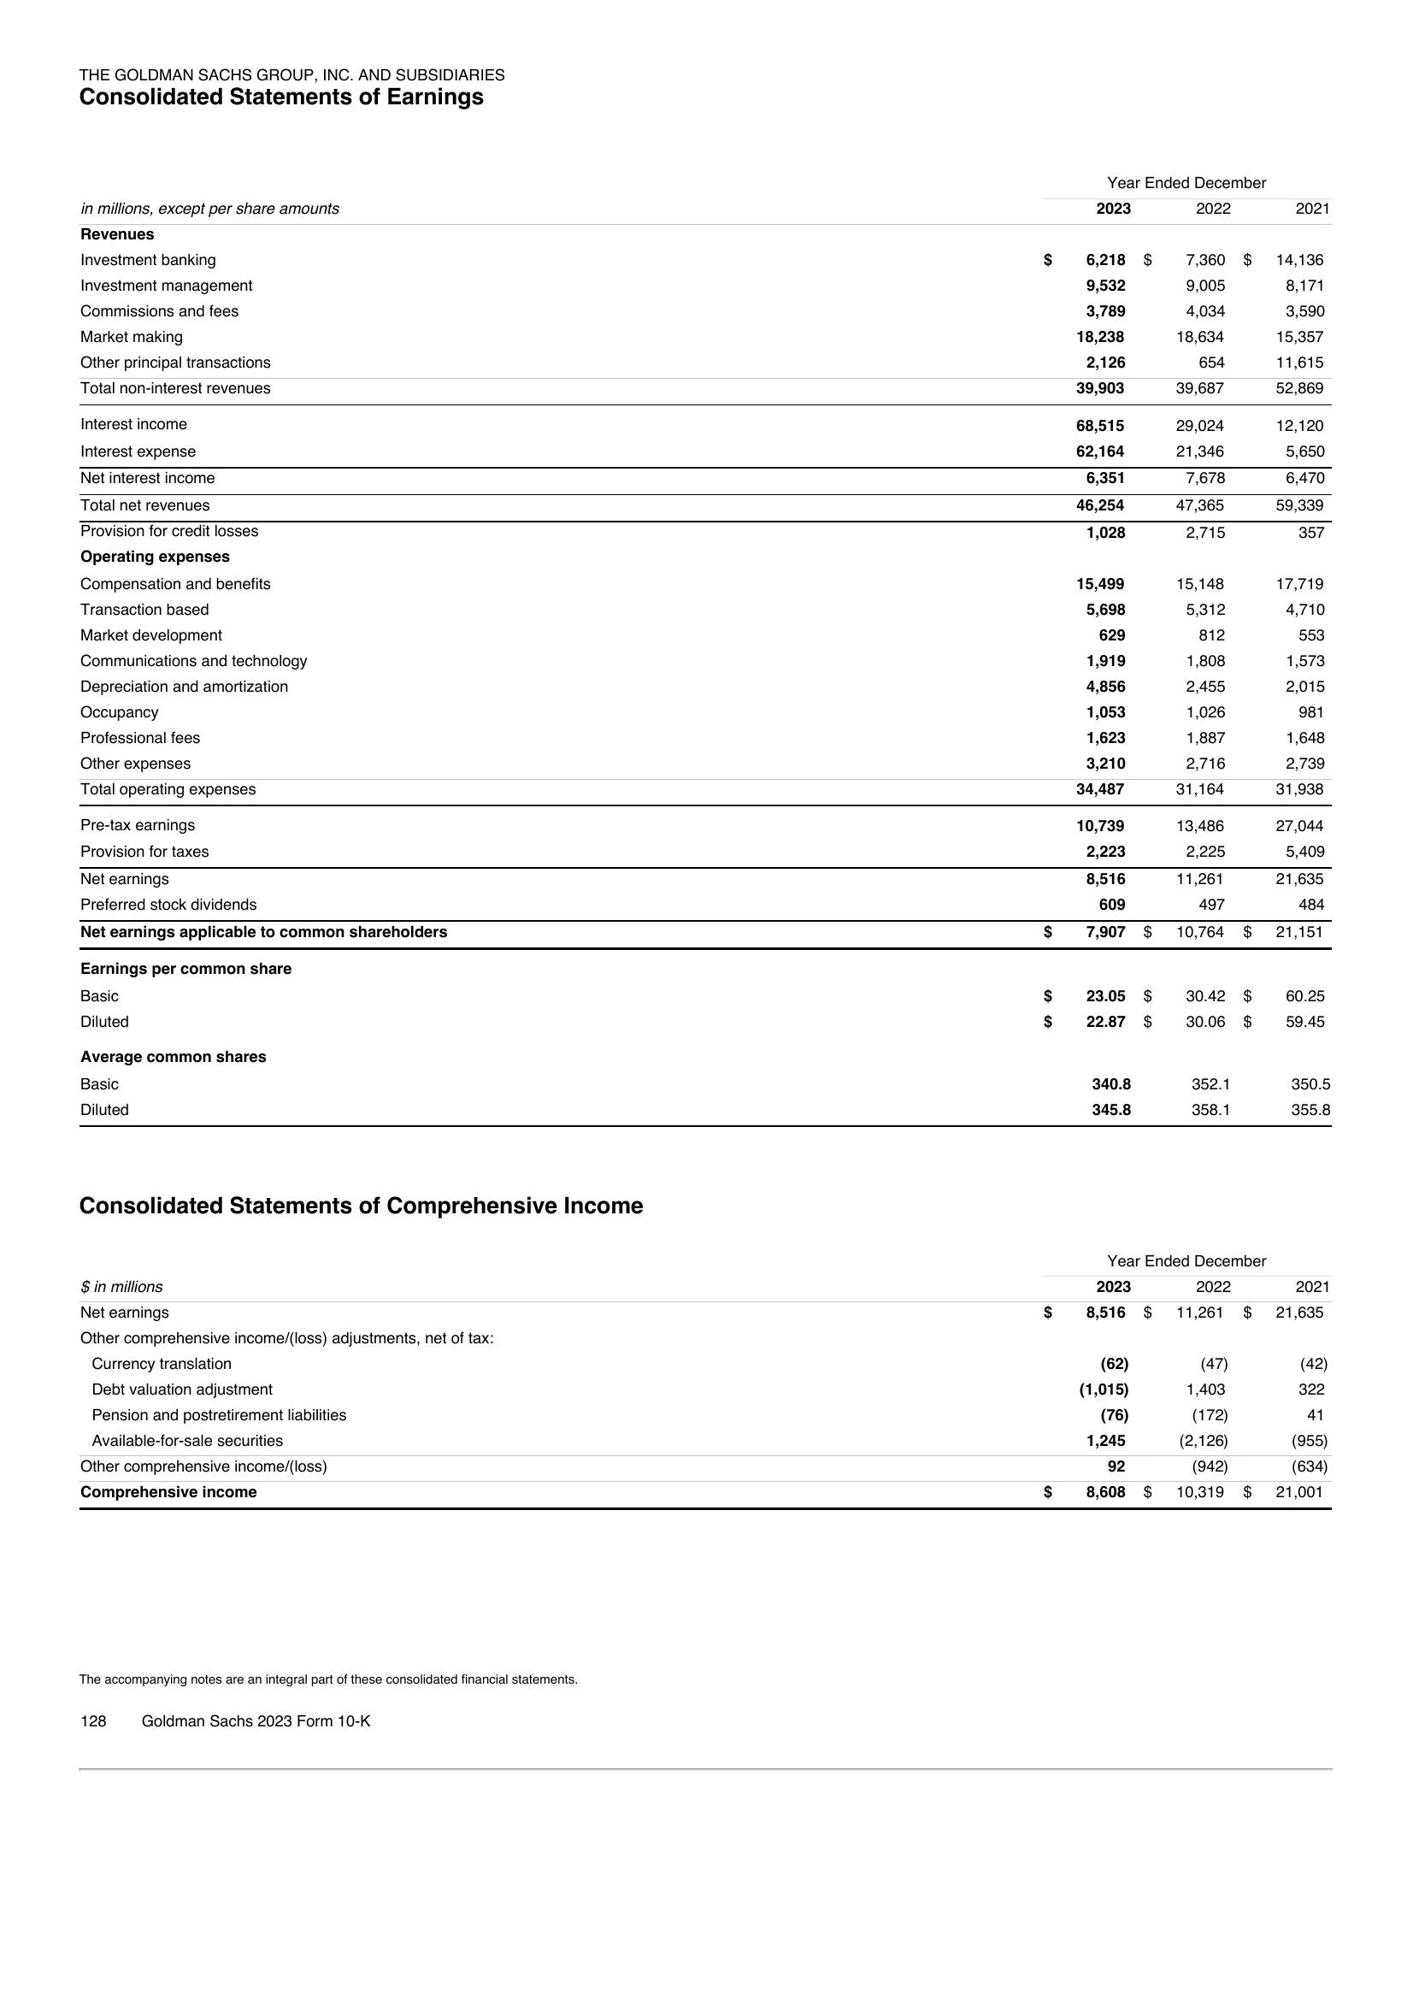 THE GOLDMAN SACHS GROUP, INC. AND SUBSIDIARIES
Consolidated Statements of Earnings
Year Ended December
in millions, except per share amounts 2023 2022 2021
Revenues
Investment banking $ 6,218 $ 7,360 $ 14,136
Investment management 9,532 9,005 8,171
Commissions and fees 3,789 4,034 3,590
Market making 18,238 18,634 15,357
Other principal transactions 2,126 654 11,615
Total non-interest revenues 39,903 39,687 52,869
Interest income 68,515 29,024 12,120
Interest expense 62,164 21,346 5,650
Net interest income 6,351 7,678 6,470
Total net revenues 46,254 47,365 59,339
Provision for credit losses 1,028 2,715 357
Operating expenses
Compensation and benefits 15,499 15,148 17,719
Transaction based 5,698 5,312 4,710
Market development 629 812 553
Communications and technology 1,919 1,808 1,573
Depreciation and amortization 4,856 2,455 2,015
Occupancy 1,053 1,026 981
Professional fees 1,623 1,887 1,648
Other expenses 3,210 2,716 2,739
Total operating expenses 34,487 31,164 31,938
Pre-tax earnings 10,739 13,486 27,044
Provision for taxes 2,223 2,225 5,409
Net earnings 8,516 11,261 21,635
Preferred stock dividends 609 497 484
Net earnings applicable to common shareholders $ 7,907 $ 10,764 $ 21,151
Earnings per common share
Basic $ 23.05 $ 30.42 $ 60.25
Diluted $ 22.87 $ 30.06 $ 59.45
Average common shares
Basic 340.8 352.1 350.5
Diluted 345.8 358.1 355.8
Consolidated Statements of Comprehensive Income
Year Ended December
$ in millions 2023 2022 2021
Net earnings $ 8,516 $ 11,261 $ 21,635
Other comprehensive income/(loss) adjustments, net of tax:
Currency translation (62) (47) (42)
Debt valuation adjustment (1,015) 1,403 322
Pension and postretirement liabilities (76) (172) 41
Available-for-sale securities 1,245 (2,126) (955)
Other comprehensive income/(loss) 92 (942) (634)
Comprehensive income $ 8,608 $ 10,319 $ 21,001
The accompanying notes are an integral part of these consolidated financial statements.
128 Goldman Sachs 2023 Form 10-K